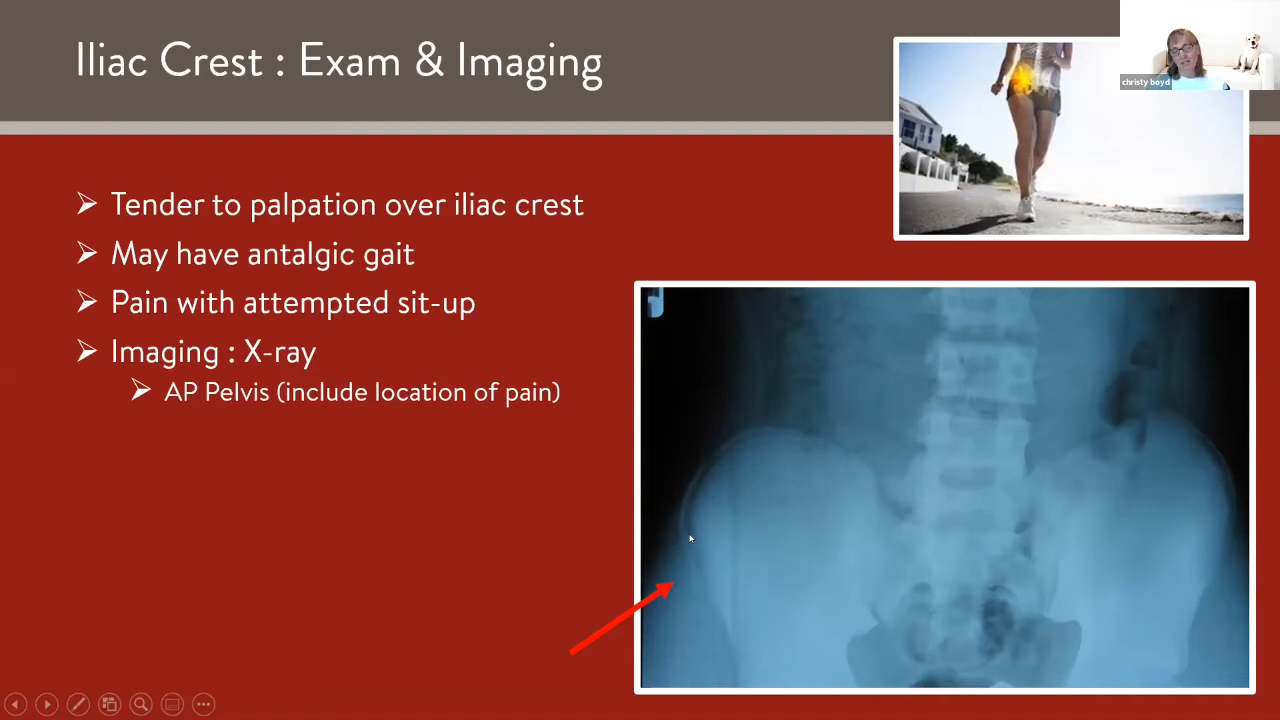 Iliac Crest : Exam & Imaging
christy boyd
Tender to palpation over iliac crest
May have antalgic gait
Pain with attempted sit-up
Imaging : X-ray
AP Pelvis (include location of pain)